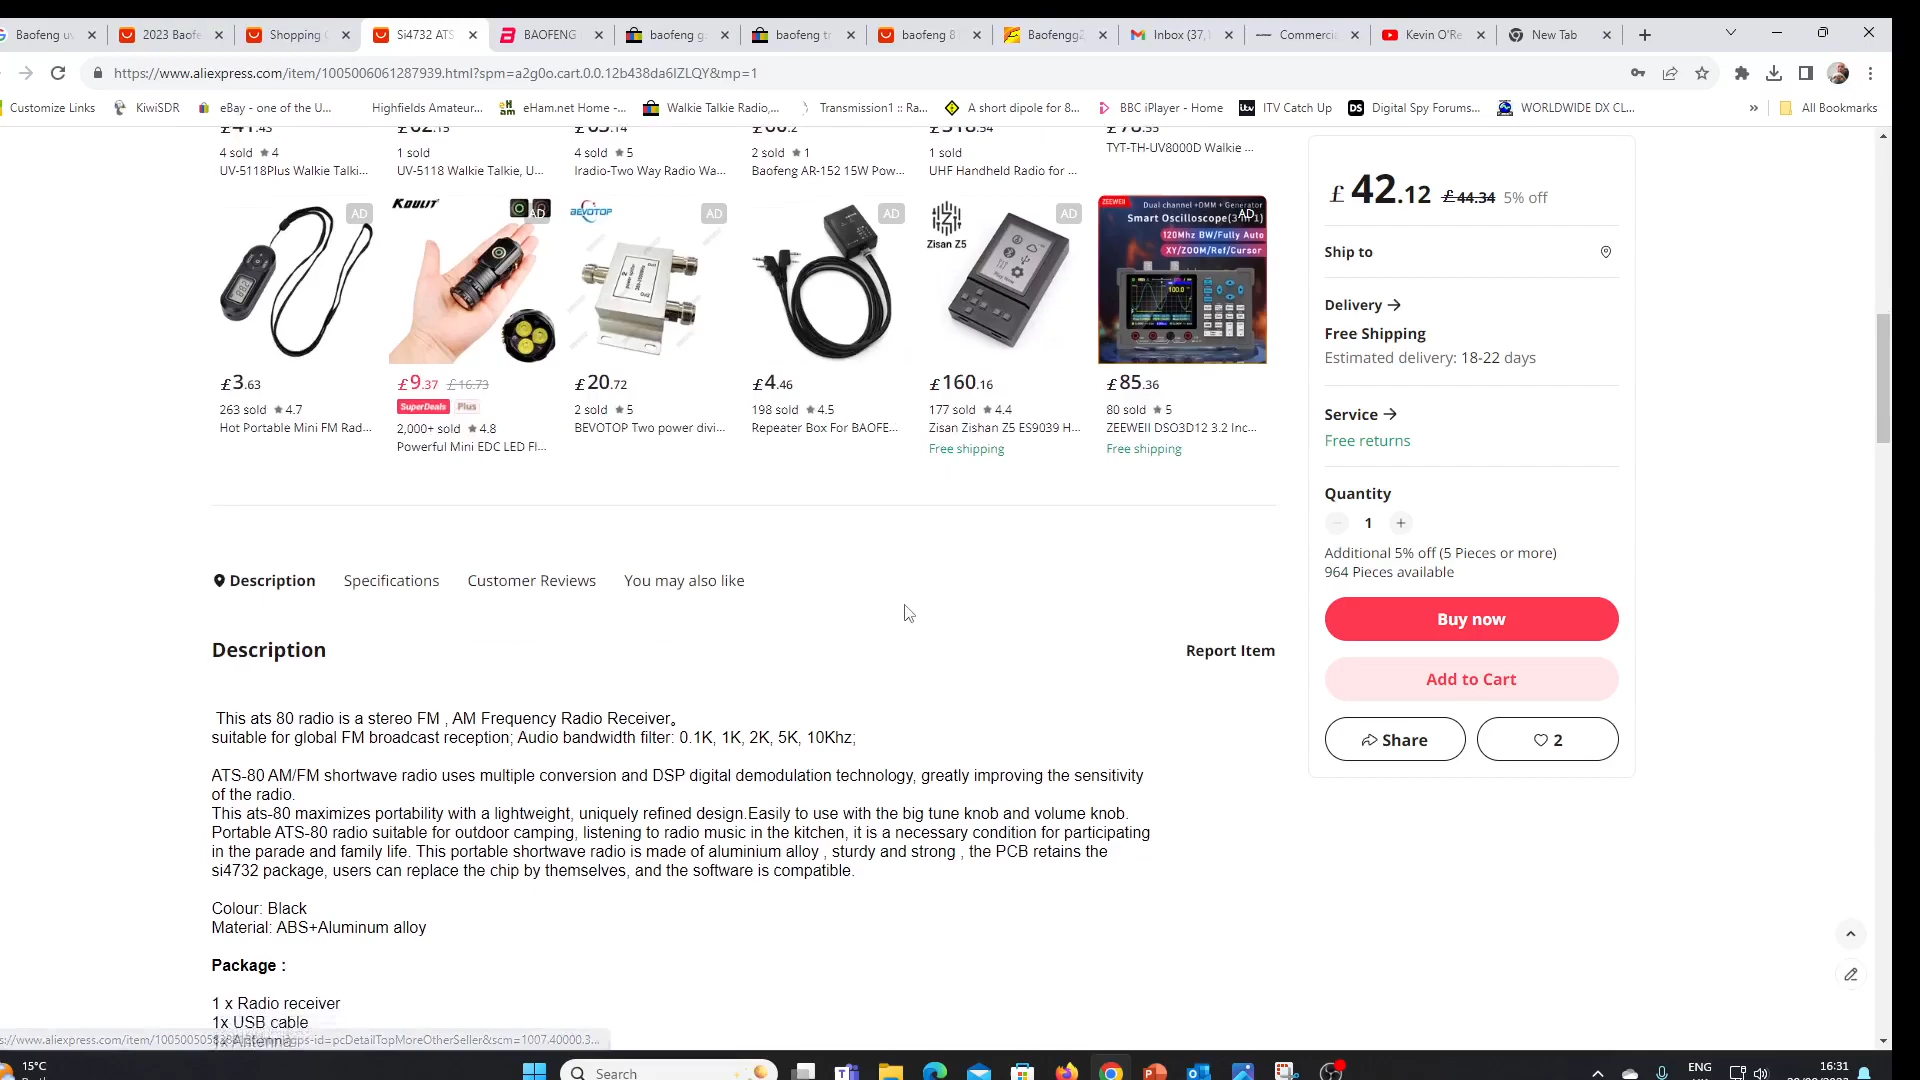 Baofeng uv
2023 Baofe
Shopping C
Si4732 ATS
BAOFENG
baofeng g
baofeng tr
baofeng 8
Baofengg2
Inbox (37,1
Commercia
Kevin O'Re
New Tab
https://www.aliexpress.com/item/1005006061287939.html?spm=a2g0o.cart.0.0.12b438da6IZLQY&mp=1
Customize Links
KiwiSDR
eBay - one of the U...
Highfields Amateur...
eHam.net Home -...
Walkie Talkie Radio,...
Transmission1 :: Ra...
A short dipole for 8...
BBC iPlayer - Home
ITV Catch Up
Digital Spy Forums...
WORLDWIDE DX CL...
»
All Bookmarks
4 sold ★ 4
UV-5118Plus Walkie Talki...
1 sold
UV-5118 Walkie Talkie, U...
4 sold ★ 5
Iradio-Two Way Radio Wa...
2 sold ★ 1
Baofeng AR-152 15W Pow...
1 sold
UHF Handheld Radio for ...
TYT-TH-UV8000D Walkie ...
AD
KOULIT
AD
BEVOTOP
AD
AD
Zisan Z5
AD
ZEEWEII
Dual channel +DMM + Generator
Smart Oscilloscope(3 in 1)
AD
120Mhz BW/Fully Auto
XY/ZOOM/Ref/Cursor
£3.63
263 sold ★ 4.7
Hot Portable Mini FM Rad...
£9.37 £16.73
SuperDeals Plus
2,000+ sold ★ 4.8
Powerful Mini EDC LED Fl...
£20.72
2 sold ★ 5
BEVOTOP Two power divi...
£4.46
198 sold ★ 4.5
Repeater Box For BAOFE...
£160.16
177 sold ★ 4.4
Zisan Zishan Z5 ES9039 H...
Free shipping
£85.36
80 sold ★ 5
ZEEWEII DSO3D12 3.2 Inc...
Free shipping
£42.12 £44.34 5% off
Ship to
Delivery →
Free Shipping
Estimated delivery: 18-22 days
Service →
Free returns
Quantity
− 1 +
Additional 5% off (5 Pieces or more)
964 Pieces available
Buy now
Add to Cart
Share
2
Description
Specifications
Customer Reviews
You may also like
Description
Report Item
This ats 80 radio is a stereo FM , AM Frequency Radio Receiver。
suitable for global FM broadcast reception; Audio bandwidth filter: 0.1K, 1K, 2K, 5K, 10Khz;
ATS-80 AM/FM shortwave radio uses multiple conversion and DSP digital demodulation technology, greatly improving the sensitivity
of the radio.
This ats-80 maximizes portability with a lightweight, uniquely refined design.Easily to use with the big tune knob and volume knob.
Portable ATS-80 radio suitable for outdoor camping, listening to radio music in the kitchen, it is a necessary condition for participating
in the parade and family life. This portable shortwave radio is made of aluminium alloy , sturdy and strong , the PCB retains the
si4732 package, users can replace the chip by themselves, and the software is compatible.
Colour: Black
Material: ABS+Aluminum alloy
Package :
1 x Radio receiver
1x USB cable
15°C
Search
ENG
16:31